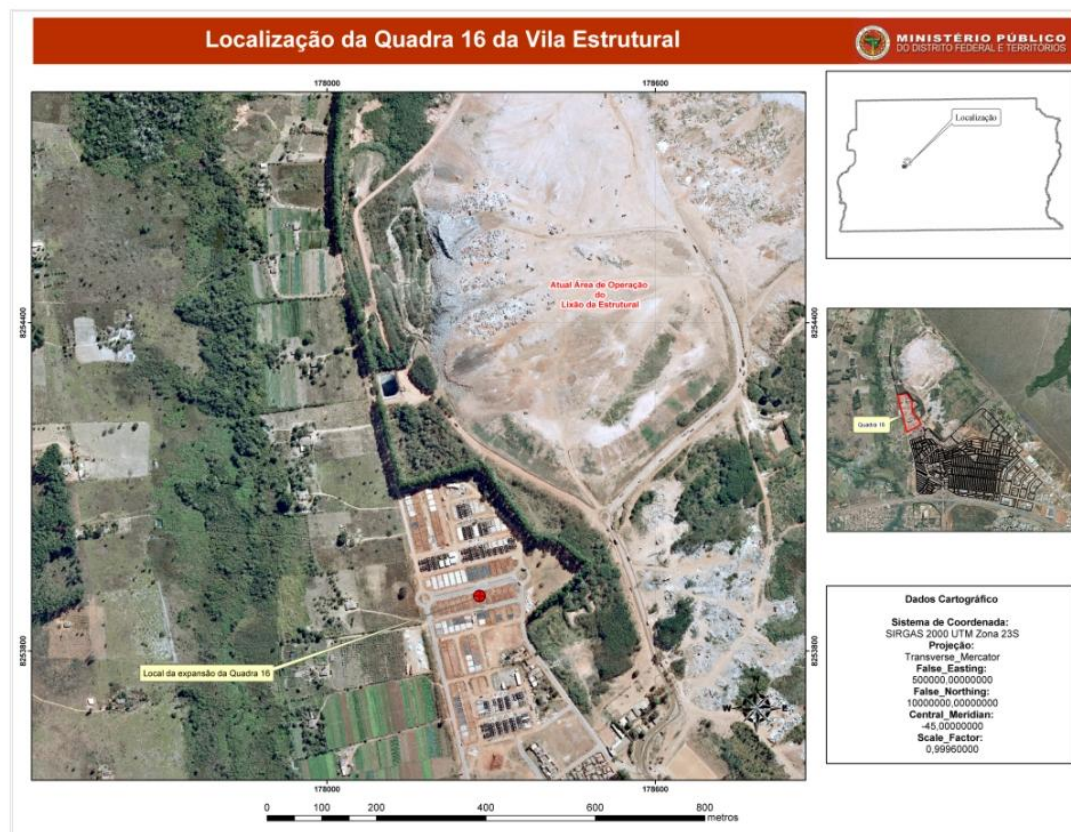 Localização da Quadra 16 da Vila Estrutural
MINISTÉRIO PÚBLICO
DO DISTRITO FEDERAL E TERRITÓRIOS
178000
178600
Localização
8254400
8254400
Atual Área de Operação
do
Lixão da Estrutural
Quadra 16
8253800
8253800
Local da expansão da Quadra 16
178000
178600
0
100
200
400
600
800
metros
Dados Cartográfico
Sistema de Coordenada:
SIRGAS 2000 UTM Zona 23S
Projeção:
Transverse_Mercator
False_Easting:
500000,00000000
False_Northing:
10000000,00000000
Central_Meridian:
-45,00000000
Scale_Factor:
0,99960000